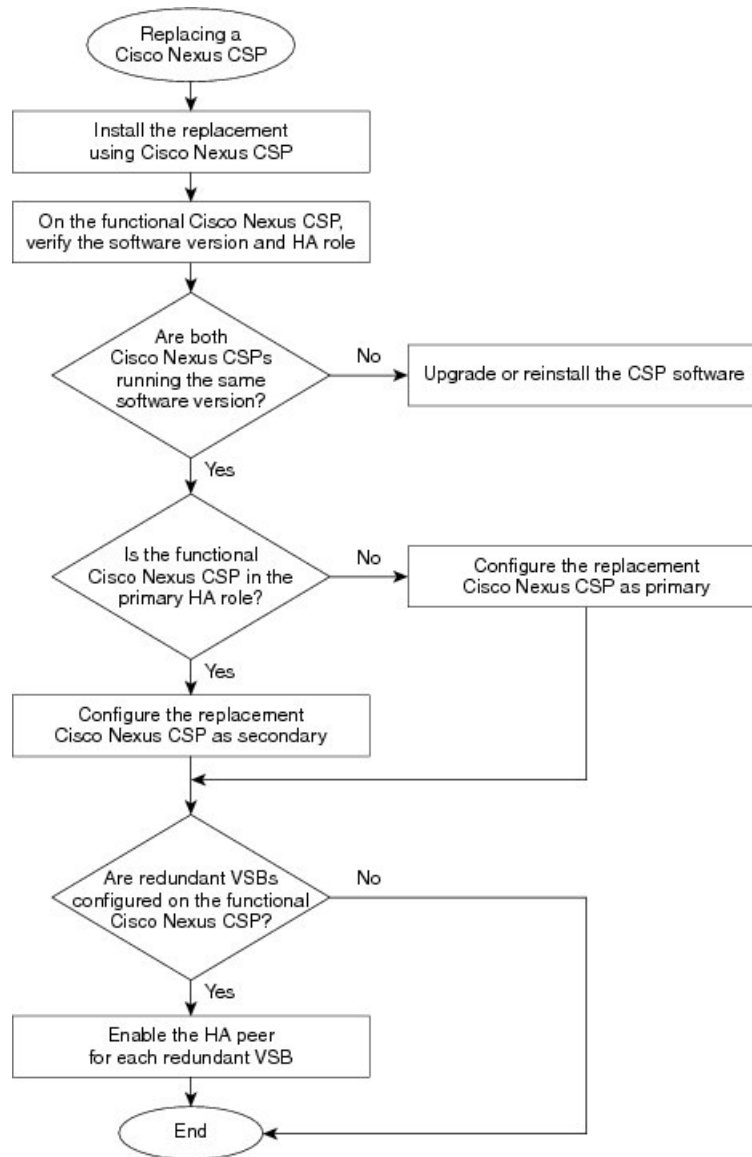 Replacing a
Cisco Nexus CSP
Install the replacement
using Cisco Nexus CSP
On the functional Cisco Nexus CSP,
verify the software version and HA role
Are both
Cisco Nexus CSPs
running the same
software version?
No
Upgrade or reinstall the CSP software
Yes
Is the functional
Cisco Nexus CSP in the
primary HA role?
No
Configure the replacement
Cisco Nexus CSP as primary
Yes
Configure the replacement
Cisco Nexus CSP as secondary
Are redundant VSBs
configured on the functional
Cisco Nexus CSP?
No
Yes
Enable the HA peer
for each redundant VSB
End